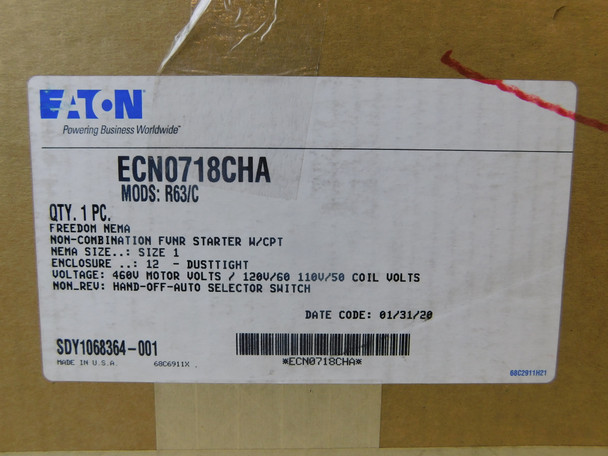 EATON
Powering Business Worldwide™
ECN0718CHA
MODS: R63/C
QTY. 1 PC.
FREEDOM NEMA
NON-COMBINATION FVNR STARTER W/CPT
NEMA SIZE..: SIZE 1
ENCLOSURE ..: 12 - DUSTTIGHT
VOLTAGE: 460V MOTOR VOLTS / 120V/60 110V/50 COIL VOLTS
NON_REV: HAND-OFF-AUTO SELECTOR SWITCH
DATE CODE: 01/31/20
SDY1068364-001
MADE IN U.S.A. 68C6911X
*ECN0718CHA*
68C2911H21